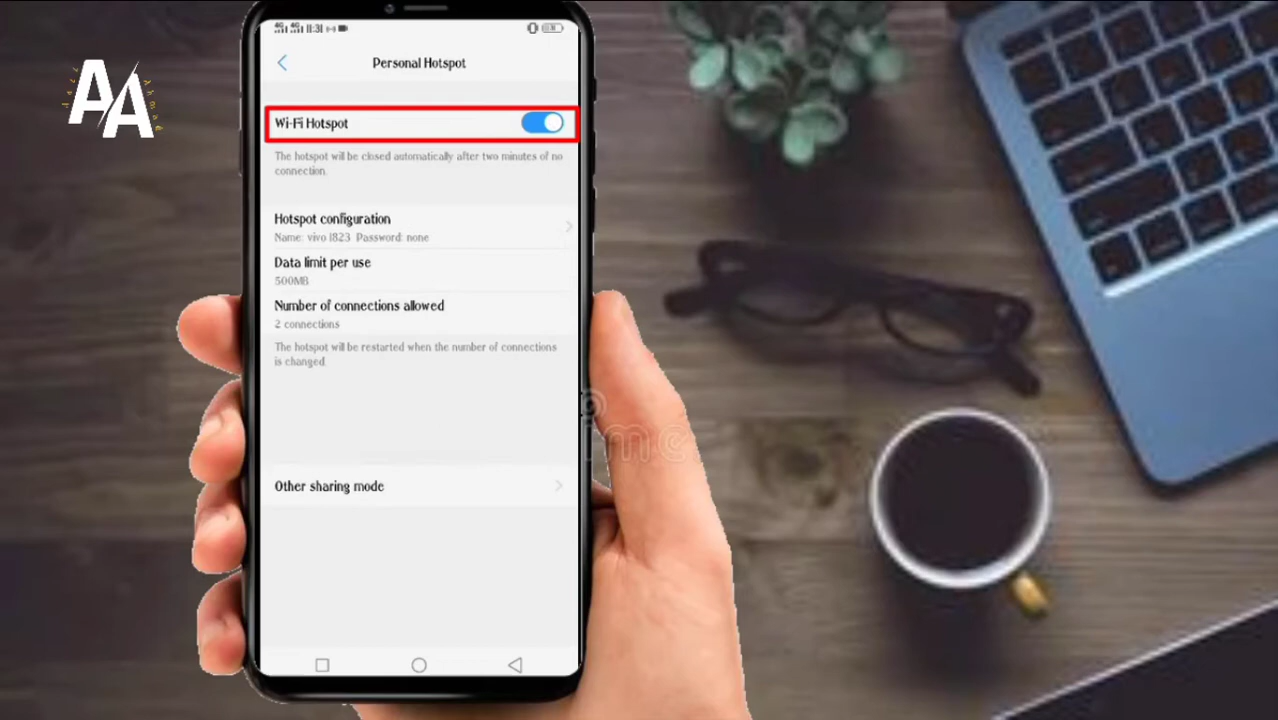 AA
11:31
Personal Hotspot
Wi-Fi Hotspot
The hotspot will be closed automatically after two minutes of no
connection.
Hotspot configuration
Name: vivo 1823 Password: none
Data limit per use
500MB
Number of connections allowed
2 connections
The hotspot will be restarted when the number of connections
is changed.
Other sharing mode